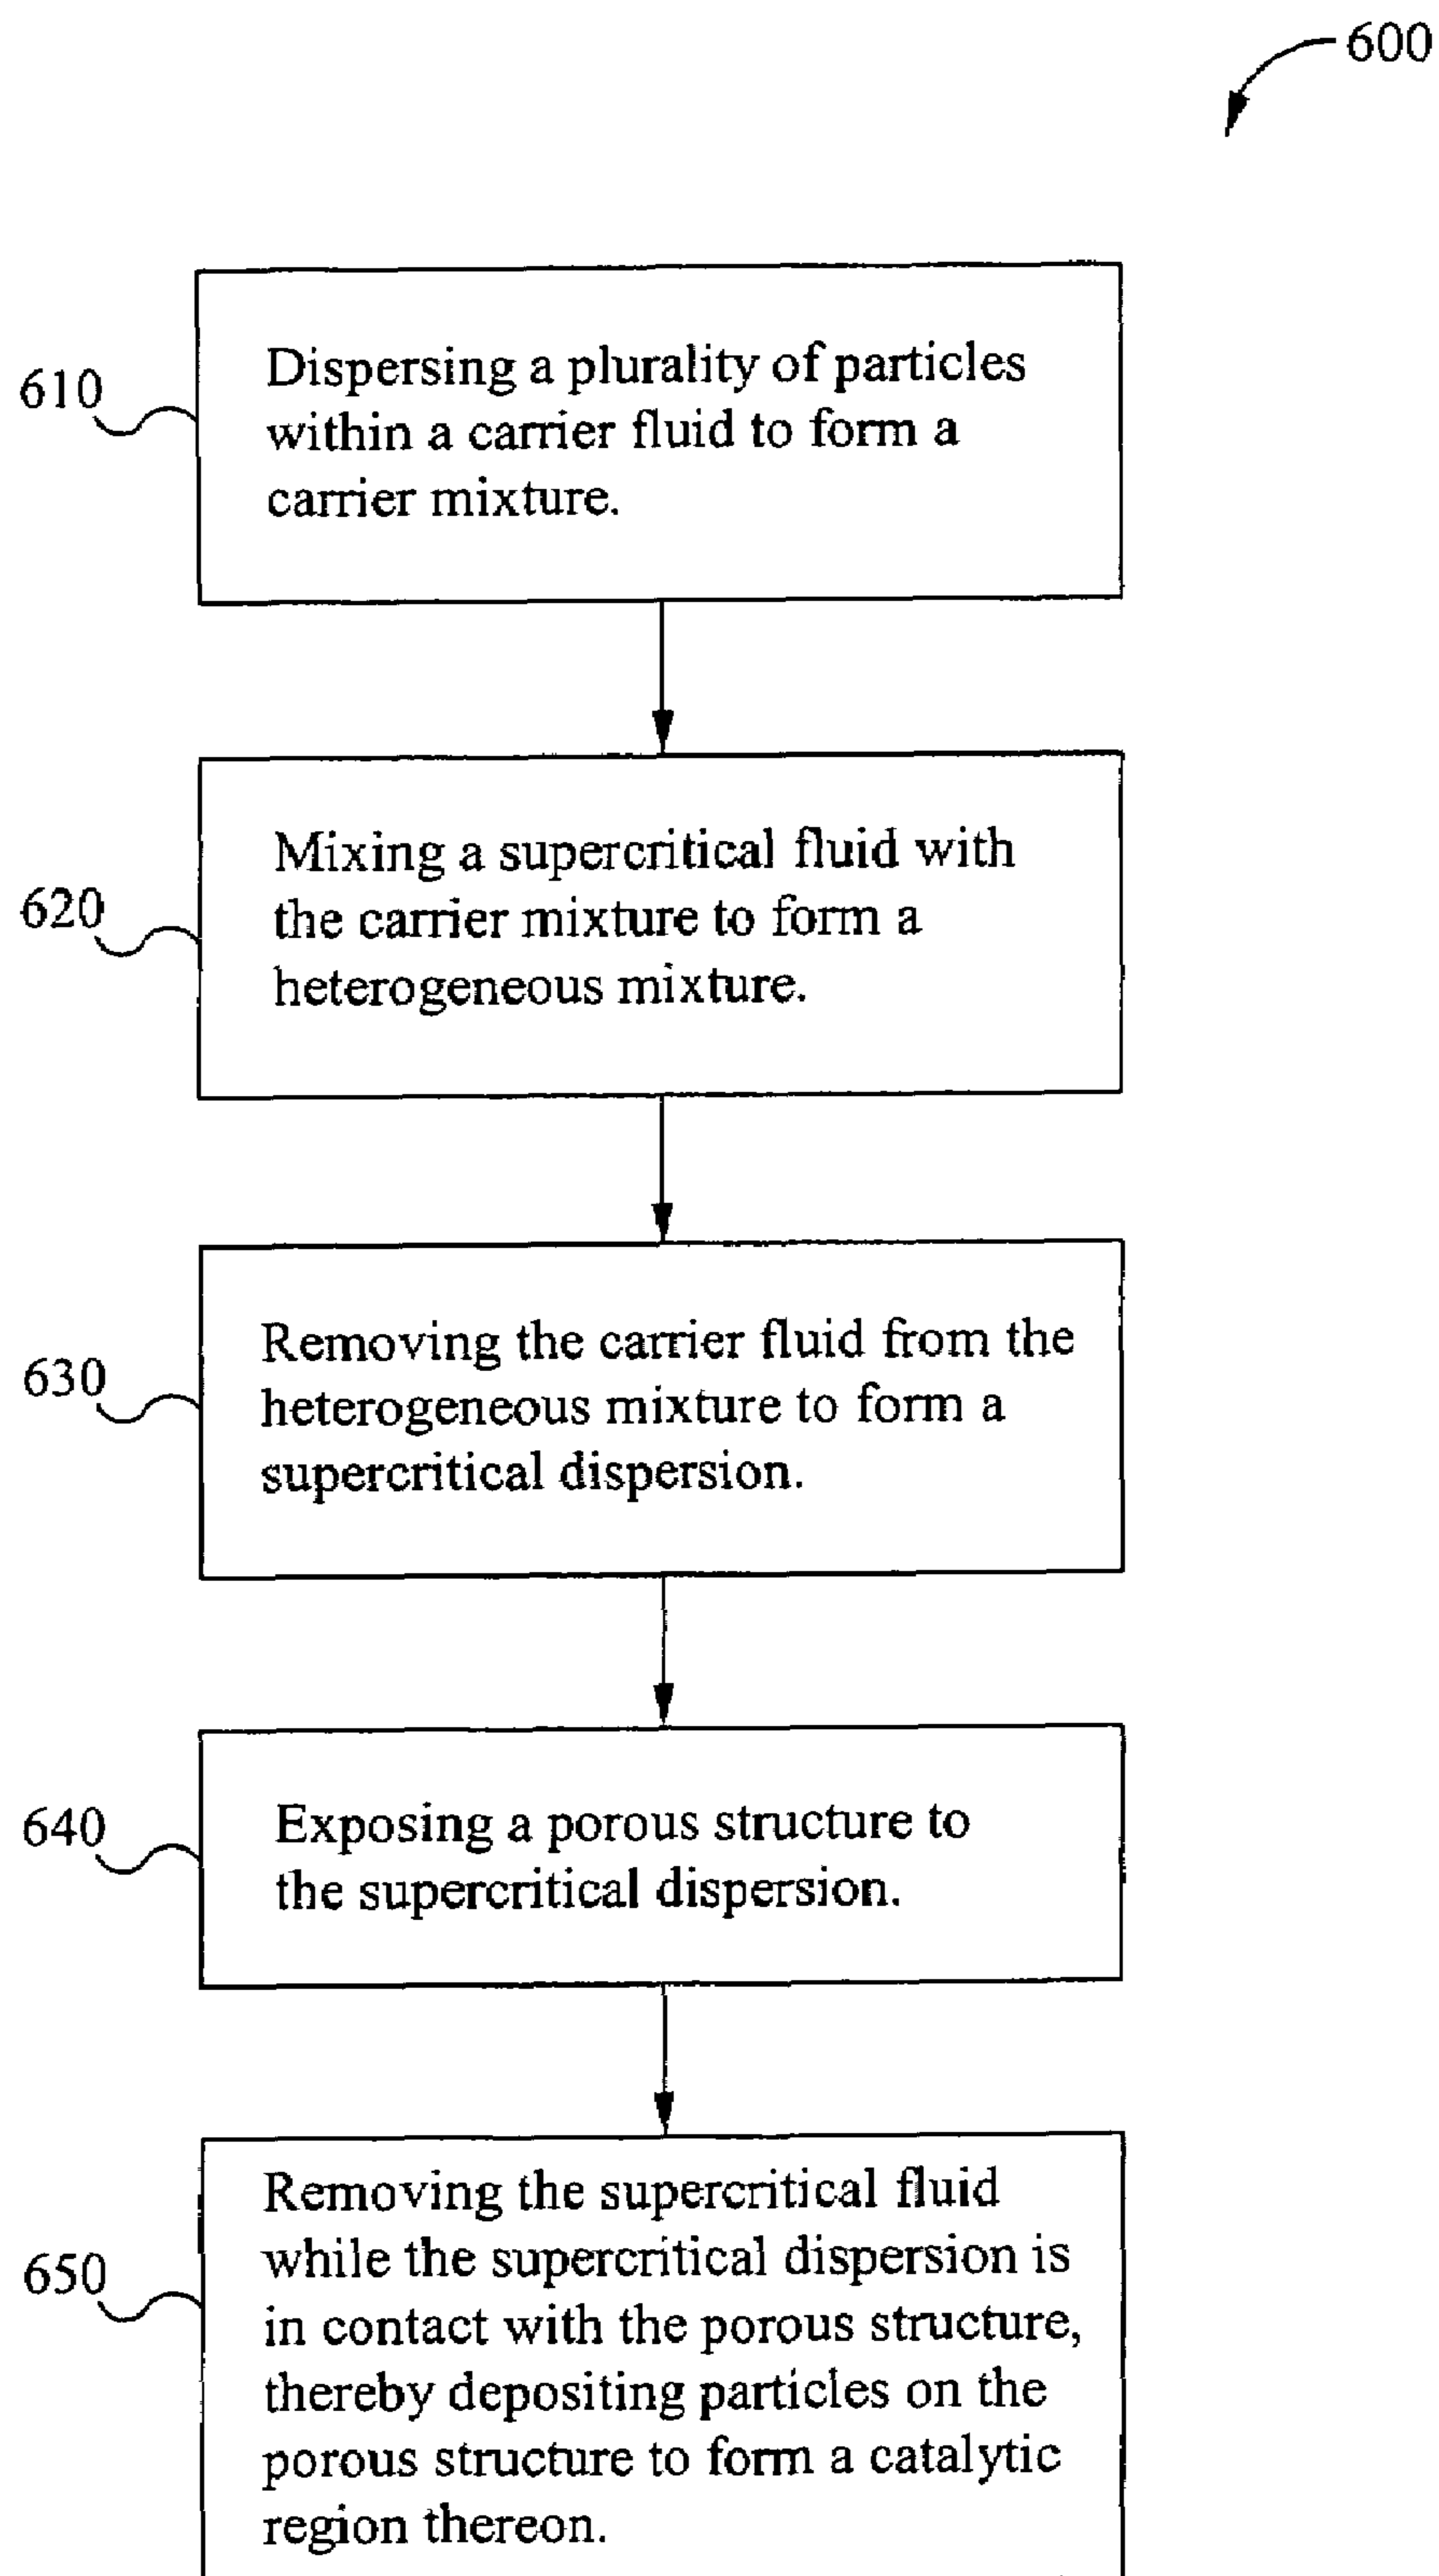 600
610
Dispersing a plurality of particles
within a carrier fluid to form a
carrier mixture.
620
Mixing a supercritical fluid with
the carrier mixture to form a
heterogeneous mixture.
630
Removing the carrier fluid from the
heterogeneous mixture to form a
supercritical dispersion.
640
Exposing a porous structure to
the supercritical dispersion.
650
Removing the supercritical fluid
while the supercritical dispersion is
in contact with the porous structure,
thereby depositing particles on the
porous structure to form a catalytic
region thereon.